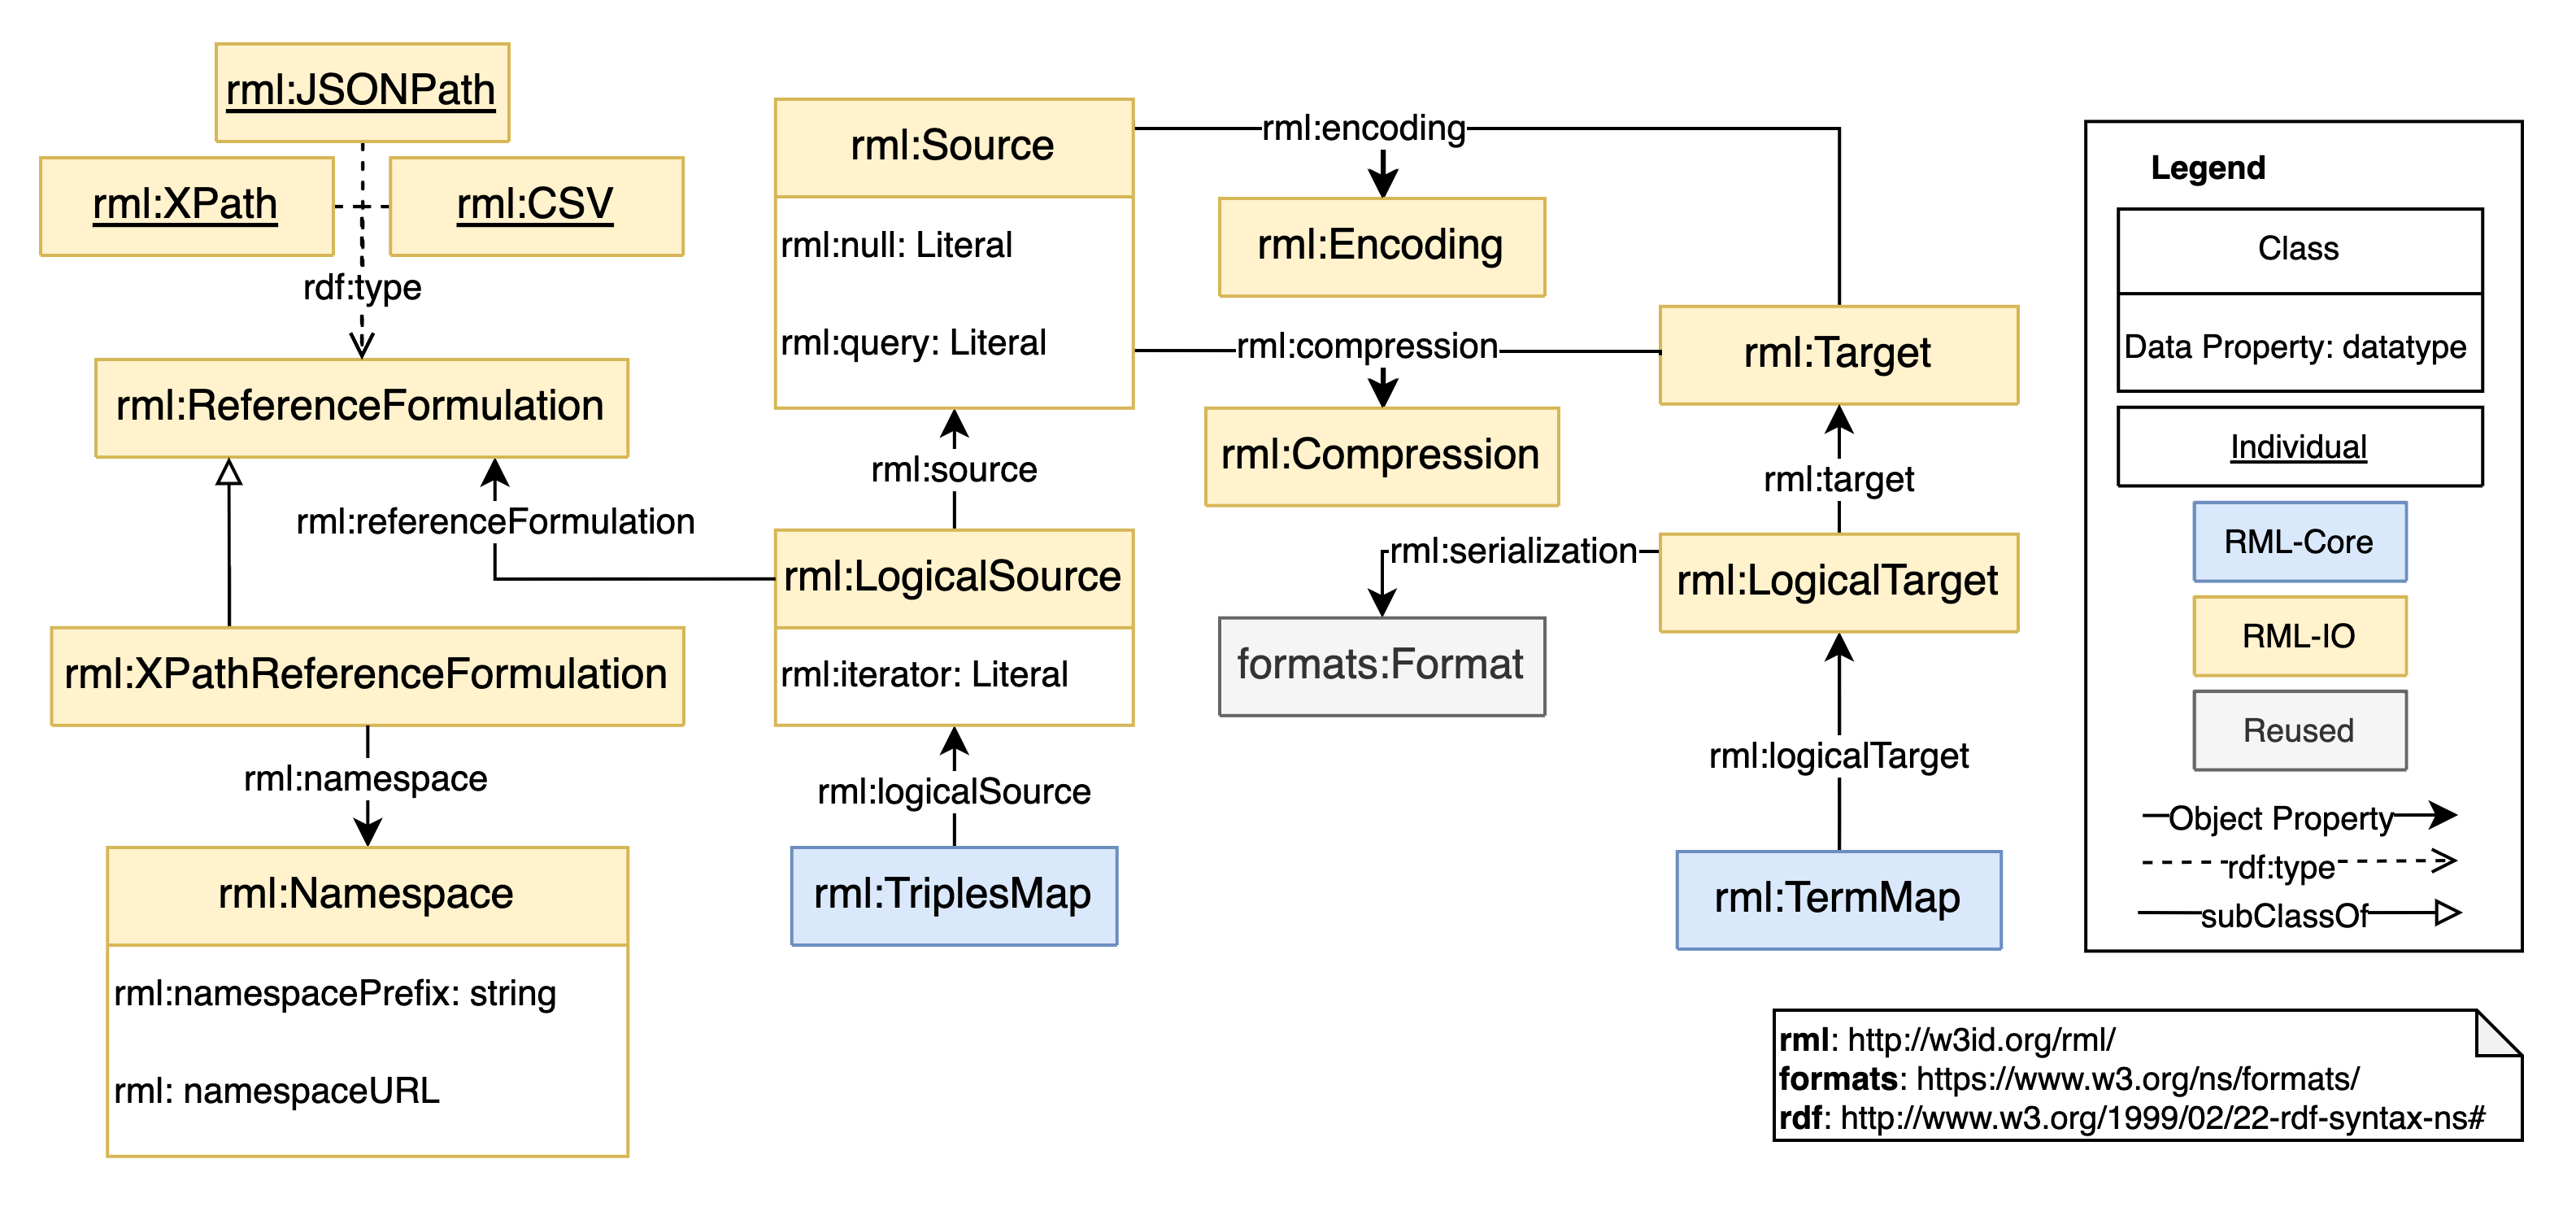 rml:JSONPath
rml:XPath
rml:CSV
rdf:type
rml:ReferenceFormulation
rml:referenceFormulation
rml:XPathReferenceFormulation
rml:namespace
rml:Namespace
rml:namespacePrefix: string
rml: namespaceURL
rml:Source
rml:null: Literal
rml:query: Literal
rml:source
rml:LogicalSource
rml:iterator: Literal
rml:logicalSource
rml:TriplesMap
rml:encoding
rml:Encoding
rml:compression
rml:Compression
rml:serialization
formats:Format
rml:Target
rml:target
rml:LogicalTarget
rml:logicalTarget
rml:TermMap
Legend
Class
Data Property: datatype
Individual
RML-Core
RML-IO
Reused
Object Property
rdf:type
subClassOf
rml: http://w3id.org/rml/
formats: https://www.w3.org/ns/formats/
rdf: http://www.w3.org/1999/02/22-rdf-syntax-ns#